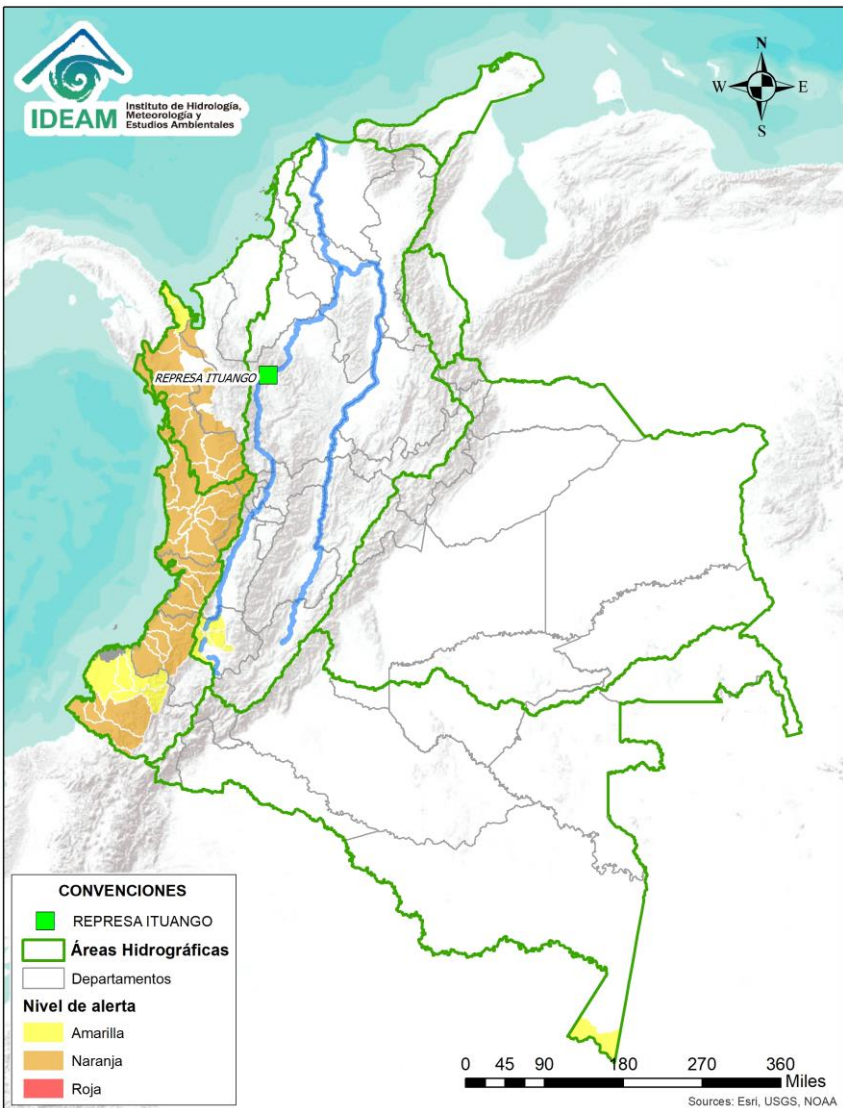 IDEAM
Instituto de Hidrología,
Meteorología y
Estudios Ambientales
N
W
E
S
REPRESA ITUANGO
CONVENCIONES
REPRESA ITUANGO
Áreas Hidrográficas
Departamentos
Nivel de alerta
Amarilla
Naranja
Roja
0 45 90 180 270 360
Miles
Sources: Esri, USGS, NOAA